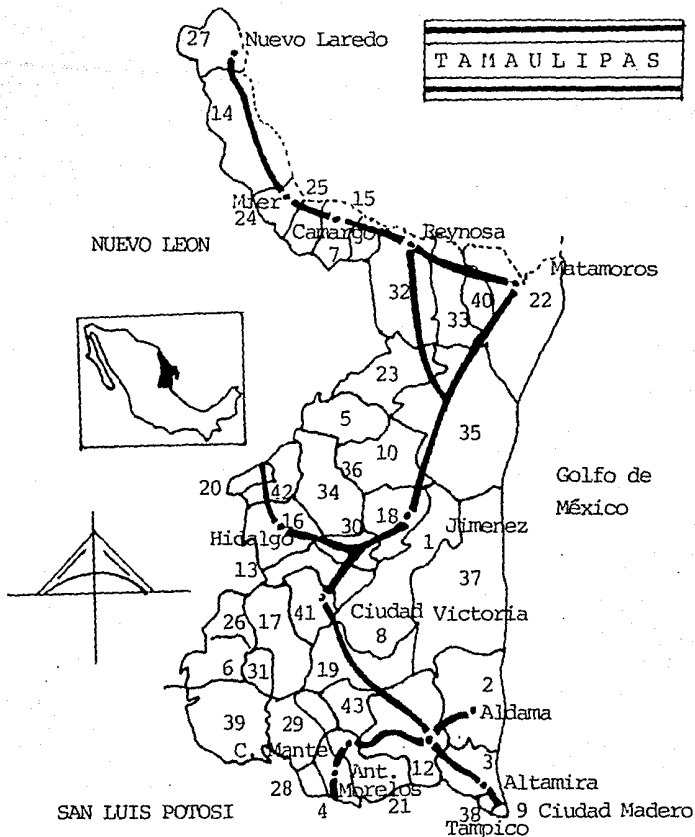 TAMAULIPAS
27 Nuevo Laredo
14
25
15
Mier
24
Camargo
Reynosa
NUEVO LEON
7
Matamoros
32
40
22
33
23
5
35
10
36
20
42
34
Golfo de
México
16
30
18
Hidalgo
Jimenez
1
13
37
41
Ciudad Victoria
26
17
8
6
31
19
2
43
39
29
Aldama
C. Mante
3
Ant.
Morelos
12
28
Altamira
4
21
SAN LUIS POTOSI
38
9 Ciudad Madero
Tampico